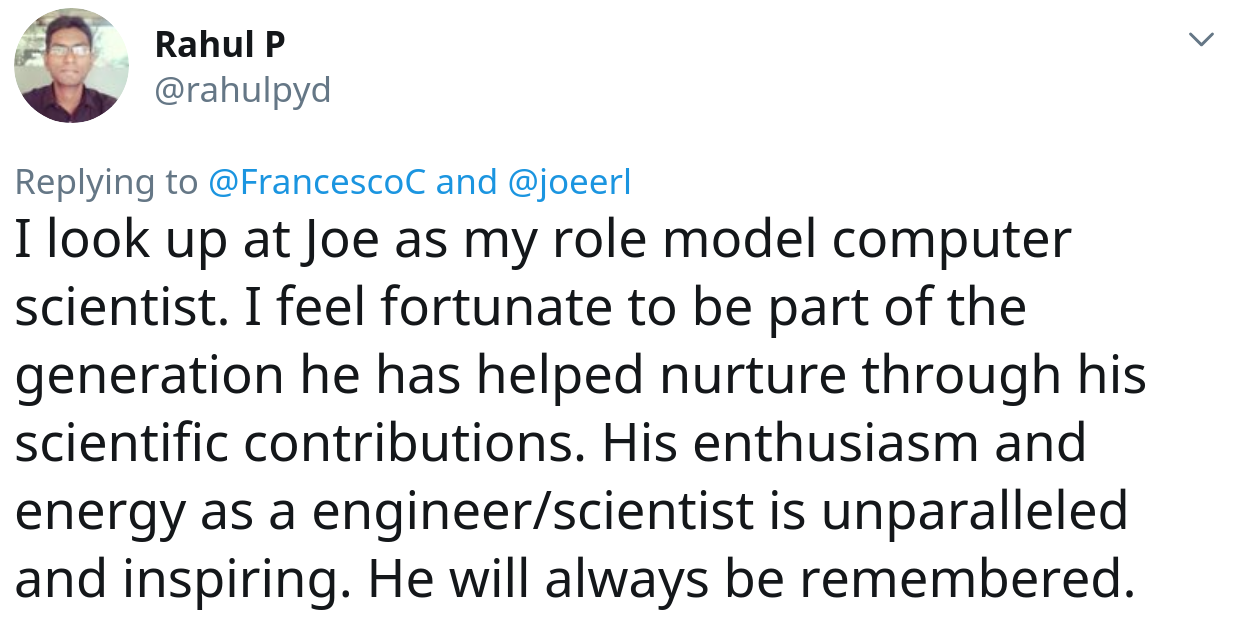 Rahul P
@rahulpyd
Replying to @FrancescoC and @joeerl
I look up at Joe as my role model computer
scientist. I feel fortunate to be part of the
generation he has helped nurture through his
scientific contributions. His enthusiasm and
energy as a engineer/scientist is unparalleled
and inspiring. He will always be remembered.